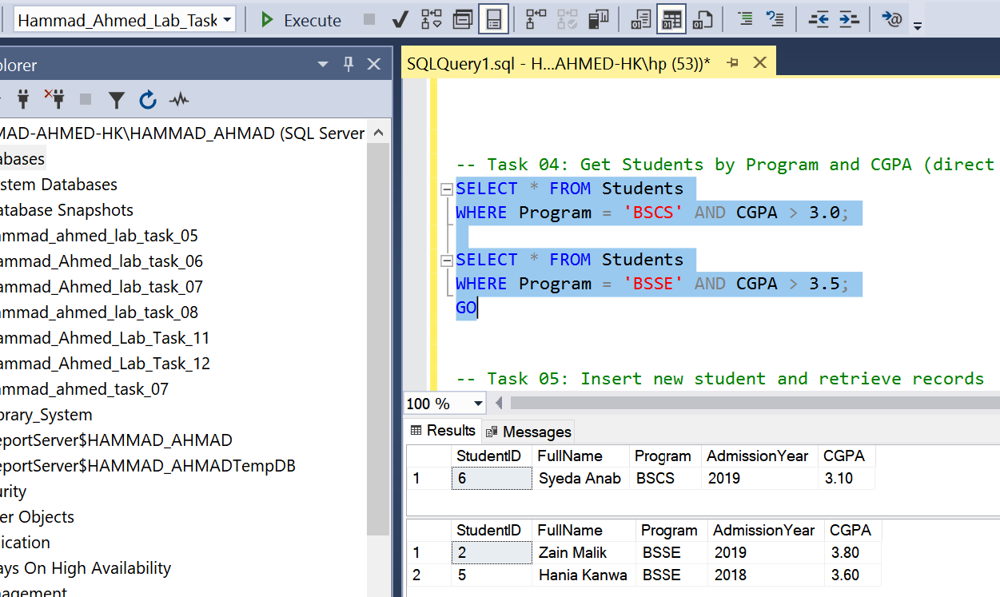 Hammad_Ahmed_Lab_Task
Execute
plorer
SQLQuery1.sql - H...AHMED-HK\hp (53))*
MAD-AHMED-HK\HAMMAD_AHMAD (SQL Server
abases
stem Databases
atabase Snapshots
ammad_ahmed_lab_task_05
ammad_Ahmed_lab_task_06
ammad_Ahmed_lab_task_07
ammad_ahmed_lab_task_08
ammad_Ahmed_Lab_Task_11
ammad_Ahmed_Lab_Task_12
ammad_ahmed_task_07
brary_System
eportServer$HAMMAD_AHMAD
eportServer$HAMMAD_AHMADTempDB
urity
er Objects
lication
ays On High Availability
nagement
-- Task 04: Get Students by Program and CGPA (direct
SELECT * FROM Students
WHERE Program = 'BSCS' AND CGPA > 3.0;
SELECT * FROM Students
WHERE Program = 'BSSE' AND CGPA > 3.5;
GO
-- Task 05: Insert new student and retrieve records
100 %
Results Messages
StudentID FullName Program AdmissionYear CGPA
1 6 Syeda Anab BSCS 2019 3.10
StudentID FullName Program AdmissionYear CGPA
1 2 Zain Malik BSSE 2019 3.80
2 5 Hania Kanwa BSSE 2018 3.60